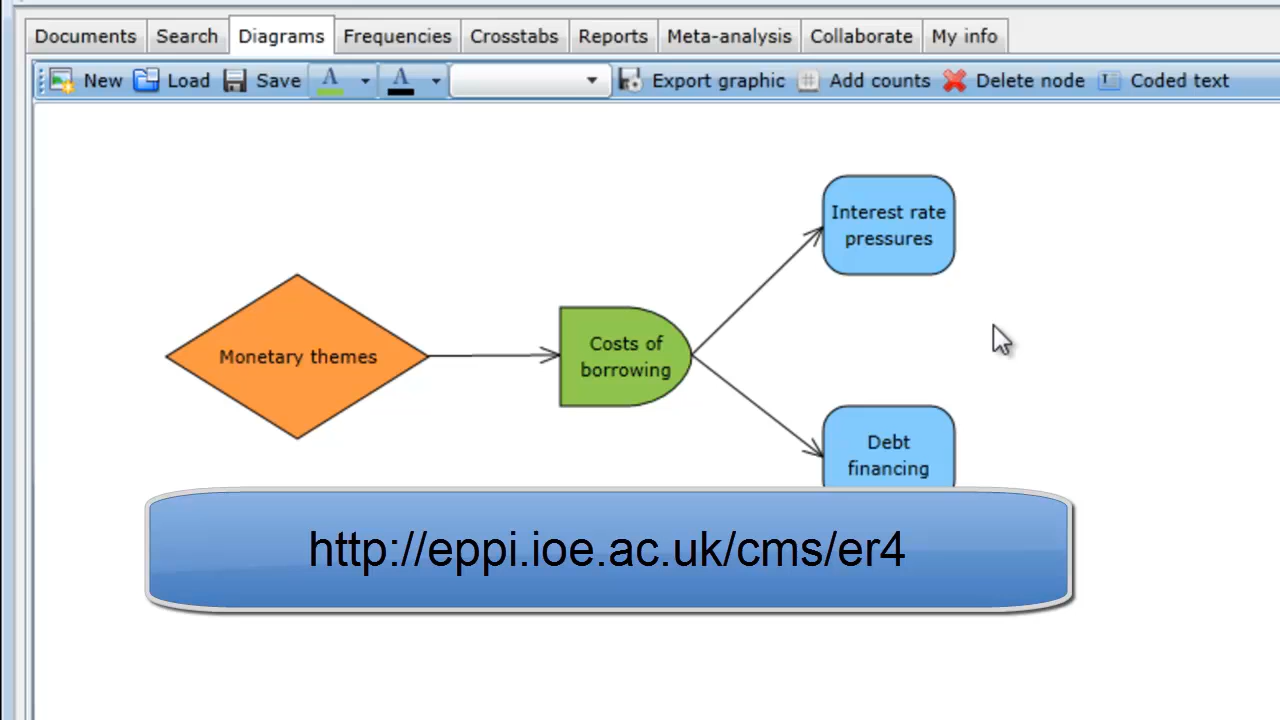 Documents Search Diagrams Frequencies Crosstabs Reports Meta-analysis Collaborate My info
New Load Save A A Export graphic # Add counts Delete node Coded text
Interest rate
pressures
Monetary themes
Costs of
borrowing
Debt
financing
http://eppi.ioe.ac.uk/cms/er4